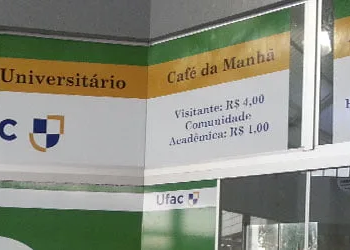 Universitário
c
Café da Manhã
Visitante: R$ 4,00
Comunidade
Acadêmica: R$ 1,00
Ufac